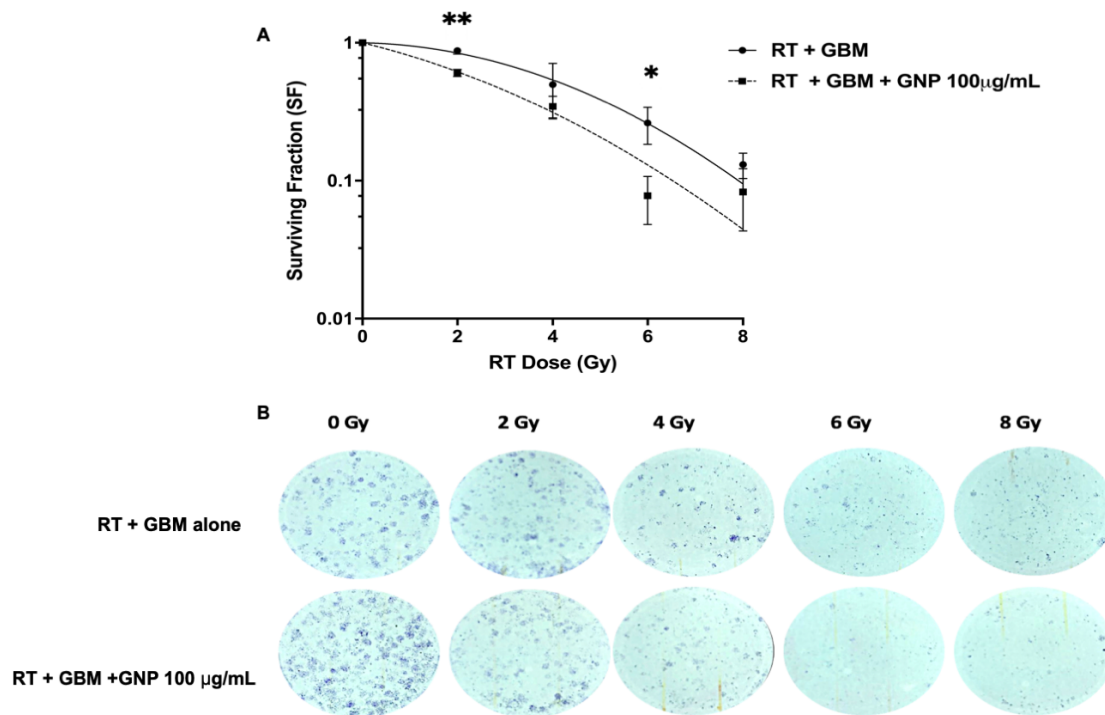 A
**
*
RT + GBM
RT + GBM + GNP 100μg/mL
Surviving Fraction (SF)
1
0.1
0.01
0 2 4 6 8
RT Dose (Gy)
B
0 Gy 2 Gy 4 Gy 6 Gy 8 Gy
RT + GBM alone
RT + GBM +GNP 100 μg/mL